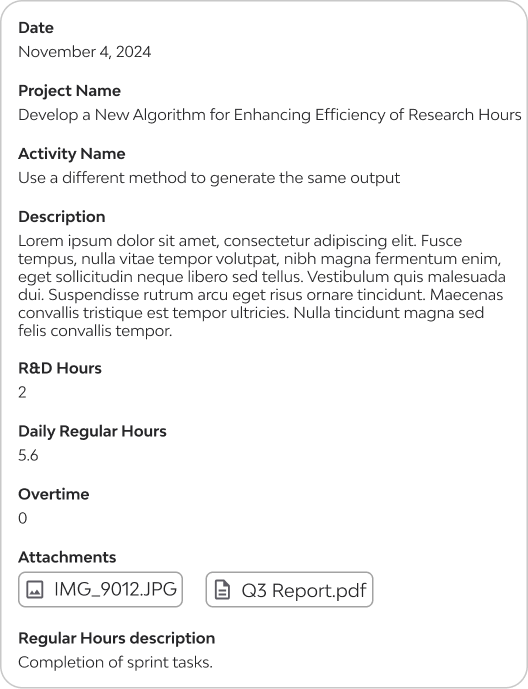 Date
November 4, 2024
Project Name
Develop a New Algorithm for Enhancing Efficiency of Research Hours
Activity Name
Use a different method to generate the same output
Description
Lorem ipsum dolor sit amet, consectetur adipiscing elit. Fusce
tempus, nulla vitae tempor volutpat, nibh magna fermentum enim,
eget sollicitudin neque libero sed tellus. Vestibulum quis malesuada
dui. Suspendisse rutrum arcu eget risus ornare tincidunt. Maecenas
convallis tristique est tempor ultricies. Nulla tincidunt magna sed
felis convallis tempor.
R&D Hours
2
Daily Regular Hours
5.6
Overtime
0
Attachments
IMG_9012.JPG Q3 Report.pdf
Regular Hours description
Completion of sprint tasks.